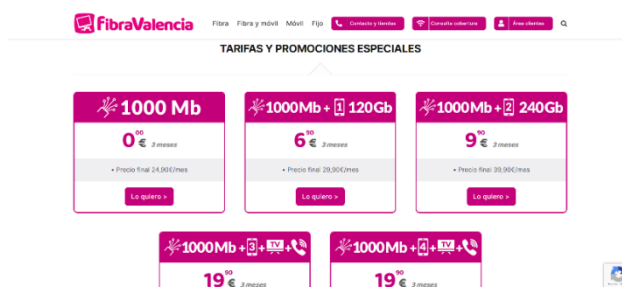 FibraValencia
Fibra Fibra y móvil Móvil Fijo Contacto y tiendas Consulta cobertura Área clientes
TARIFAS Y PROMOCIONES ESPECIALES
1000 Mb
0,00€ 3 meses
• Precio final 24,90€/mes
Lo quiero >
1000Mb + 1 120Gb
6,90€ 3 meses
• Precio final 29,90€/mes
Lo quiero >
1000Mb + 2 240Gb
9,90€ 3 meses
• Precio final 39,90€/mes
Lo quiero >
1000Mb + 3 + TV +
19,90€ 3 meses
1000Mb + 4 + TV +
19,90€ 3 meses